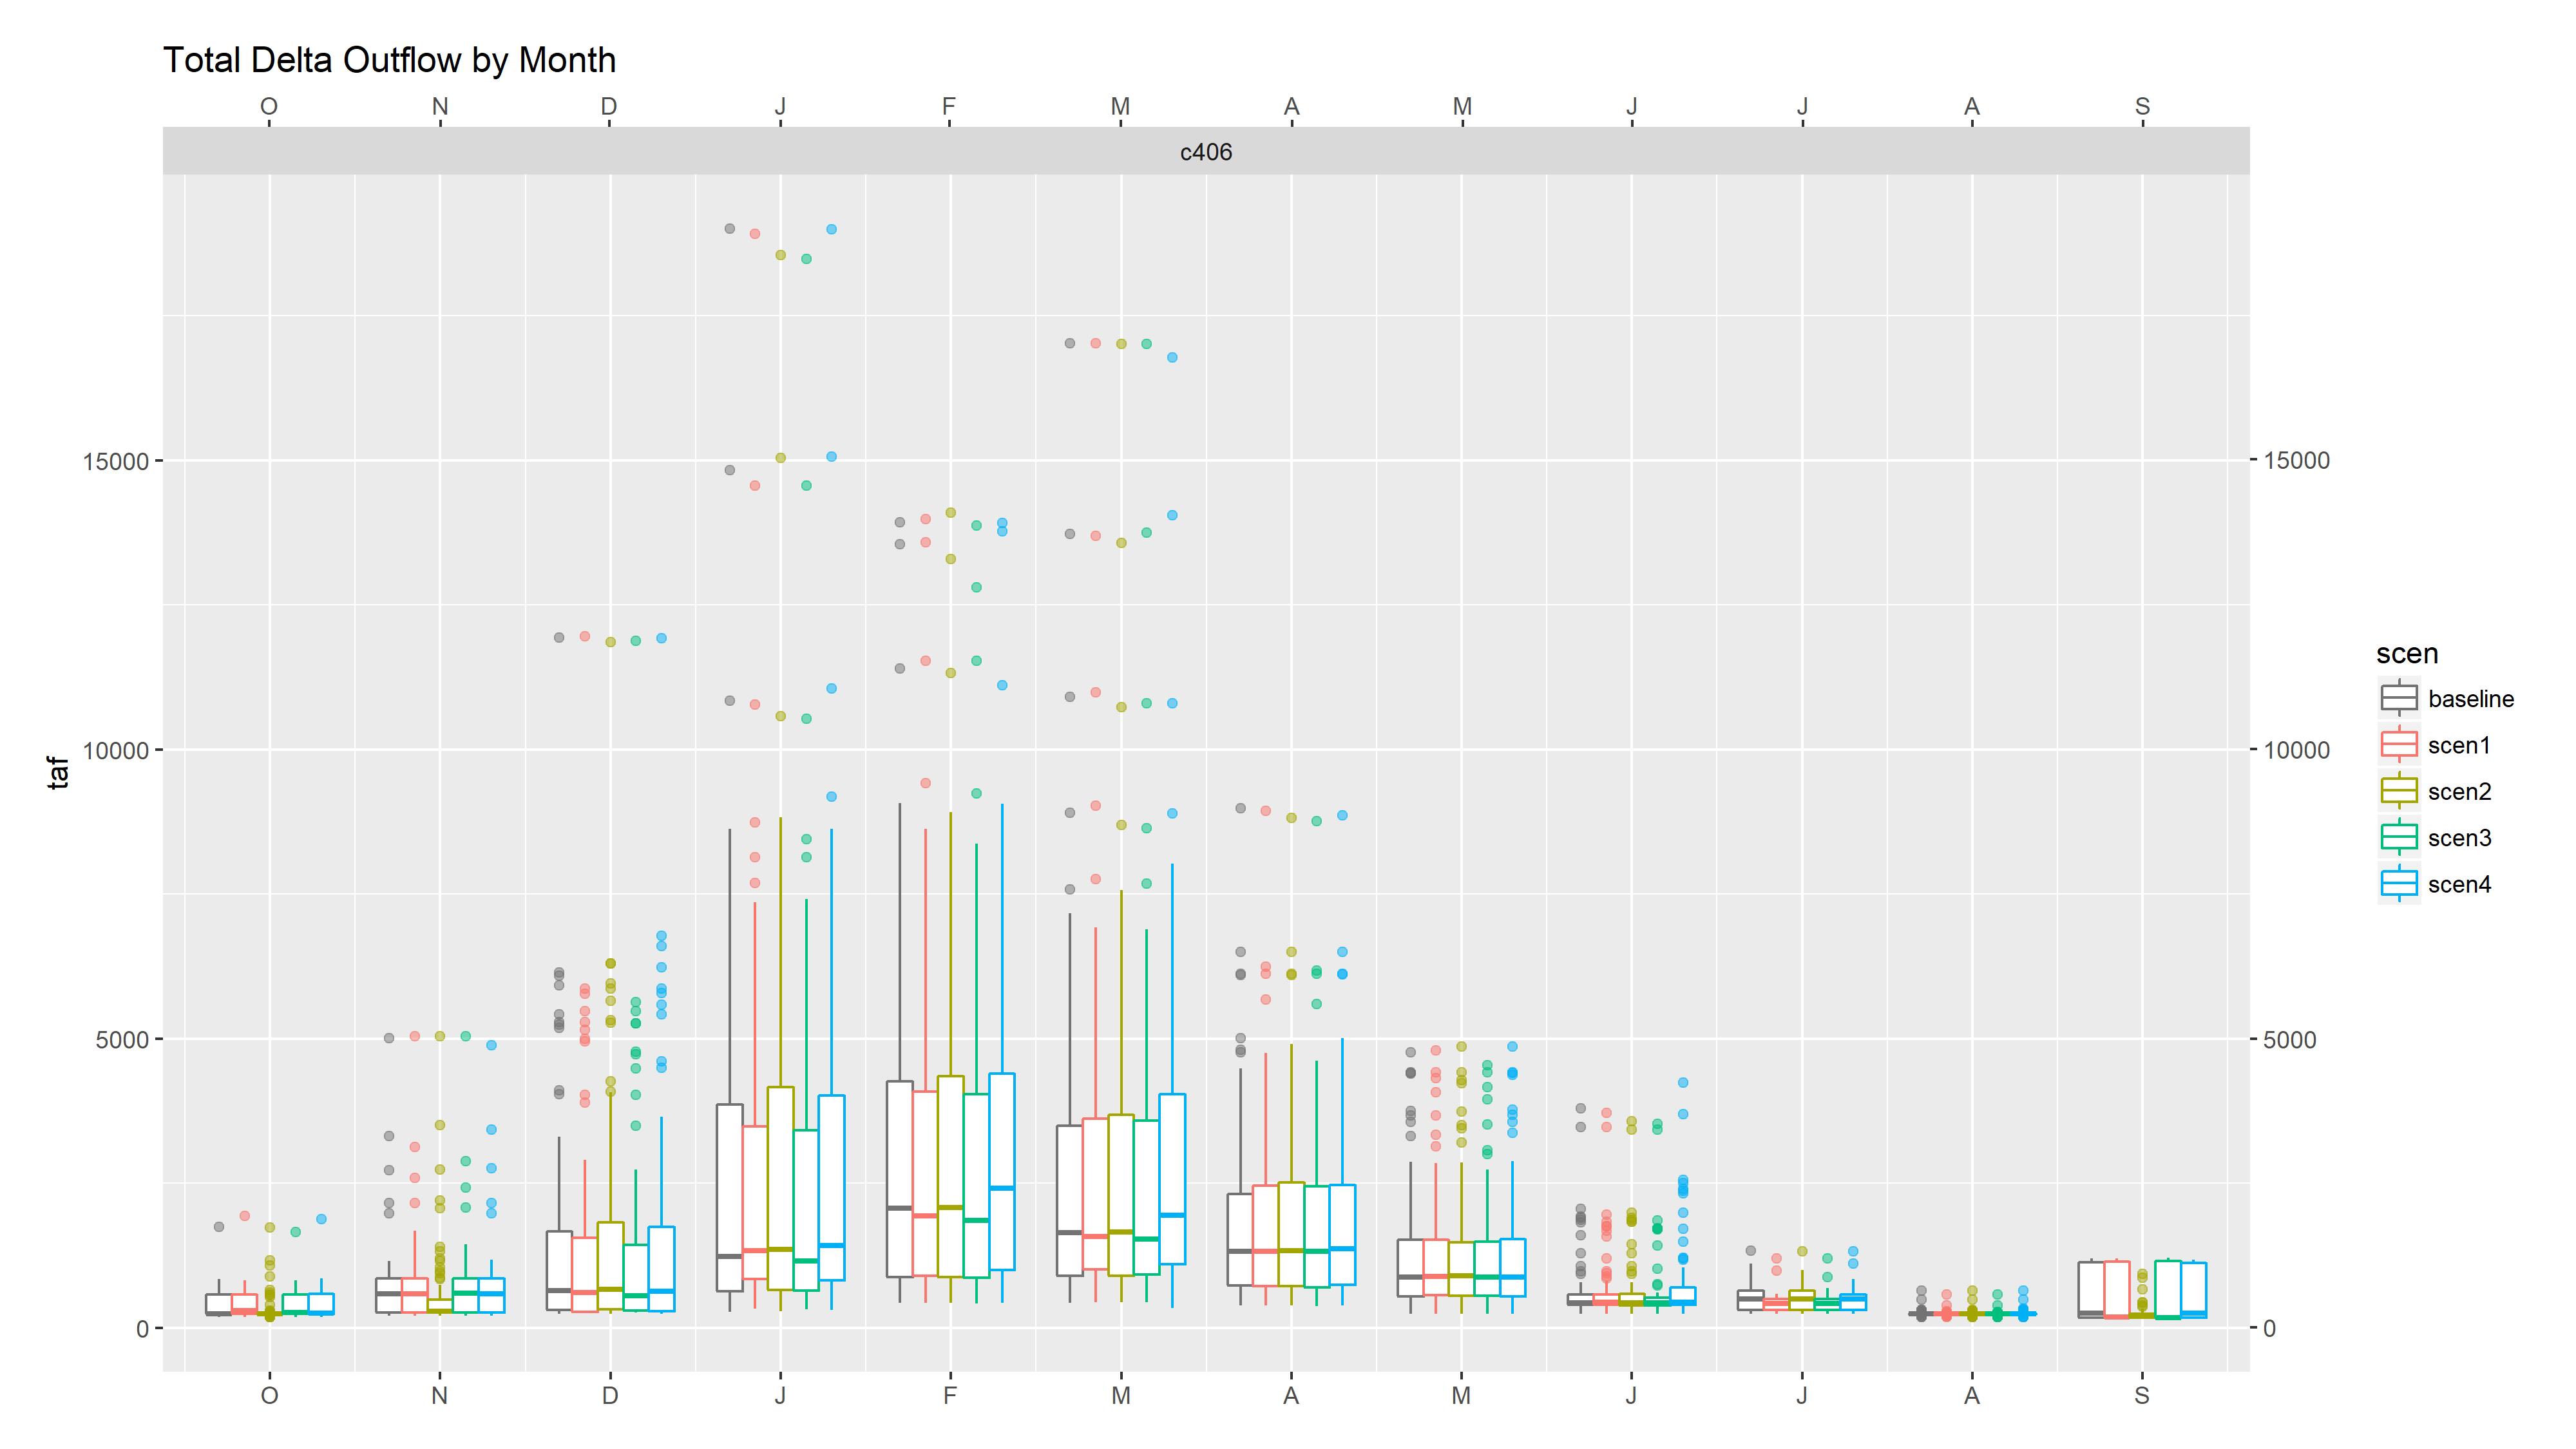 Total Delta Outflow by Month
O N D J F M A M J J A S
c406
15000 15000
10000 10000
taf
5000 5000
0 0
O N D J F M A M J J A S
scen
baseline
scen1
scen2
scen3
scen4